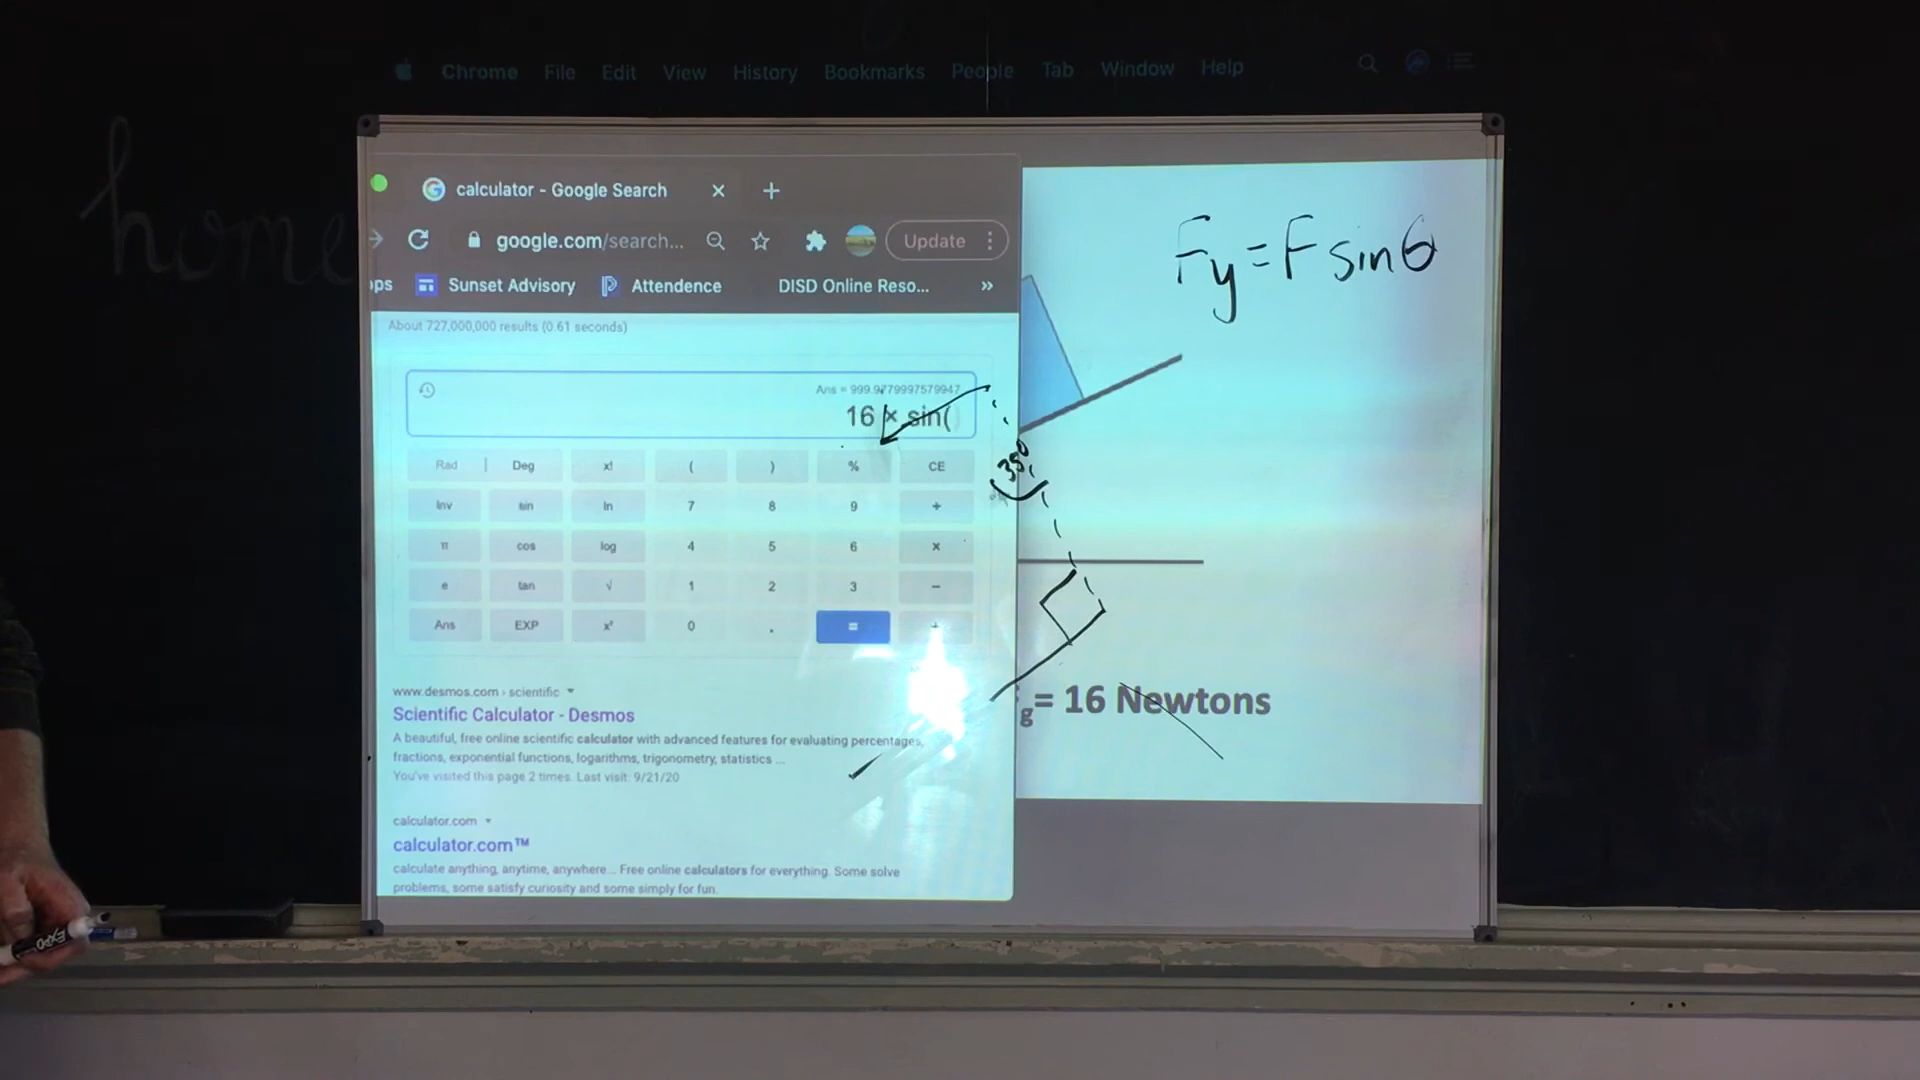 Chrome File Edit View History Bookmarks People Tab Window Help
home
calculator - Google Search
google.com/search...
Update
ps Sunset Advisory Attendence DISD Online Reso... »
About 727,000,000 results (0.61 seconds)
Fy = F sin θ
Ans = 999.9779997579947
16 × sin(
35°
Rad | Deg x! ( ) % CE
Inv sin ln 7 8 9 ÷
π cos log 4 5 6 ×
e tan √ 1 2 3 −
Ans EXP xʸ 0 . = +
www.desmos.com › scientific
Scientific Calculator - Desmos
A beautiful, free online scientific calculator with advanced features for evaluating percentages,
fractions, exponential functions, logarithms, trigonometry, statistics ...
You've visited this page 2 times. Last visit: 9/21/20
g = 16 Newtons
calculator.com
calculator.com™
calculate anything, anytime, anywhere... Free online calculators for everything. Some solve
problems, some satisfy curiosity and some simply for fun.
EXPO